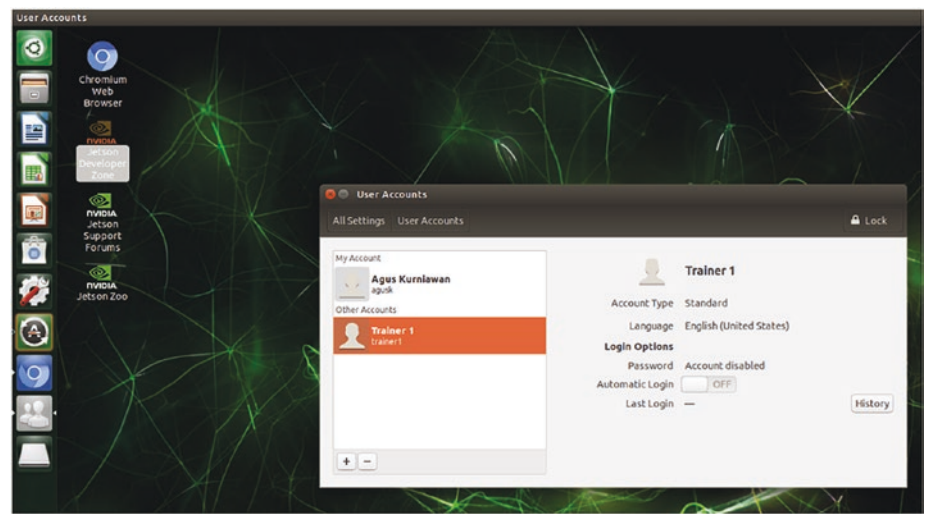 User Accounts
Chromium
Web
Browser
NVIDIA
Jetson
Developer
Zone
NVIDIA
Jetson
Support
Forums
NVIDIA
Jetson Zoo
User Accounts
All Settings User Accounts
Lock
My Account
Agus Kurniawan
agusk
Other Accounts
Trainer 1
trainer1
Trainer 1
Account Type Standard
Language English (United States)
Login Options
Password Account disabled
Automatic Login OFF
Last Login —
History